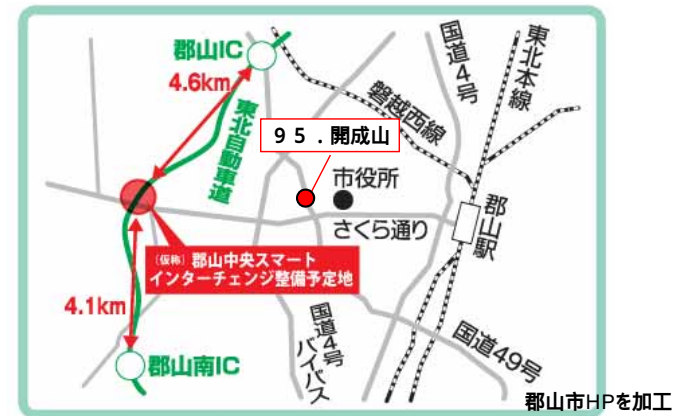 郡山IC
4.6km
東北自動車道
95.開成山
磐越西線
国道4号
東北本線
市役所
さくら通り
郡山駅
(仮称) 郡山中央スマート
インターチェンジ整備予定地
4.1km
郡山南IC
国道4号
バイパス
国道49号
郡山市HPを加工